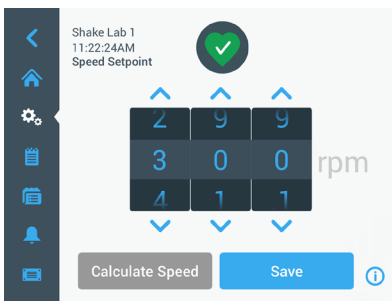 Shake Lab 1
11:22:24AM
Speed Setpoint
2 9 9
3 0 0 rpm
4 1 1
Calculate Speed Save